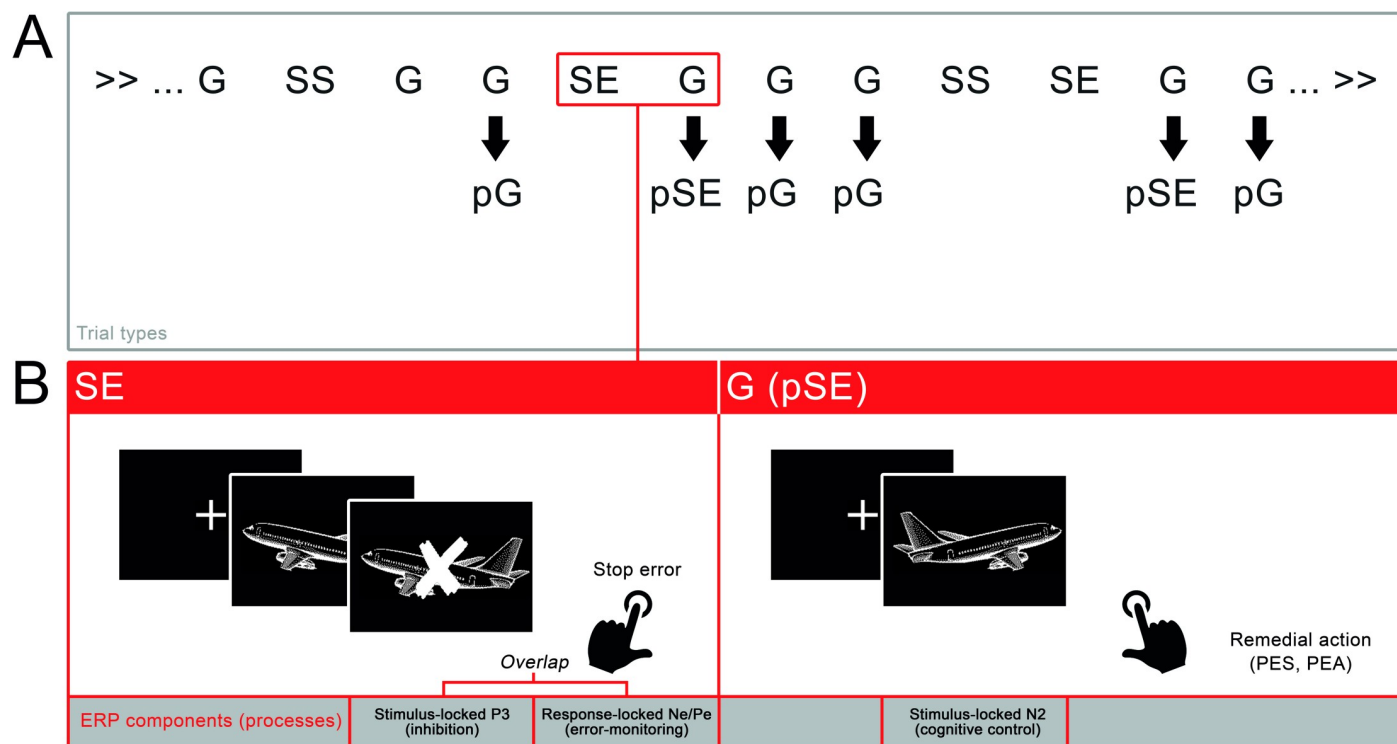 A
>> ... G SS G G SE G G G SS SE G G ... >>
pG pSE pG pG pSE pG
Trial types
B
SE
G (pSE)
Stop error
Remedial action
(PES, PEA)
Overlap
ERP components (processes)
Stimulus-locked P3
(inhibition)
Response-locked Ne/Pe
(error-monitoring)
Stimulus-locked N2
(cognitive control)